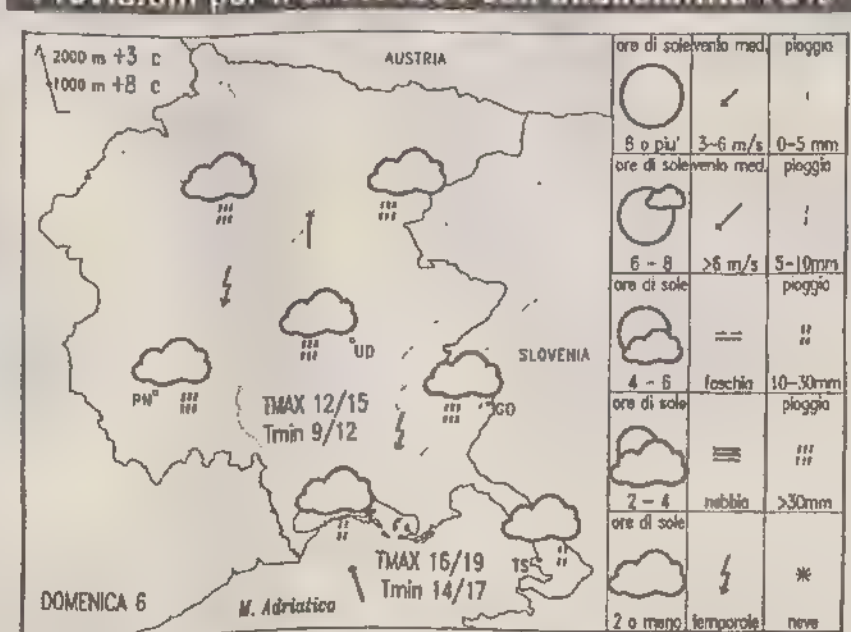 Previsioni per il
2000 m +3 c
1000 m +8 c
AUSTRIA
SLOVENIA
°UD
PN°
°GO
TS
TMAX 12/15
Tmin 9/12
TMAX 16/19
Tmin 14/17
M. Adriatico
DOMENICA 6
ore di sole vento med. pioggia
8 o piu' 3-6 m/s 0-5 mm
ore di sole vento med. pioggia
6 - 8 >6 m/s 5-10mm
ore di sole pioggia
4 - 6 foschia 10-30mm
ore di sole pioggia
2 - 4 nebbia >30mm
ore di sole
2 o meno temporale neve